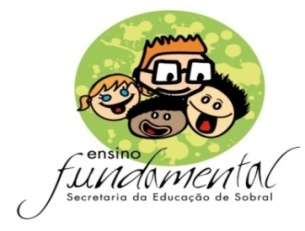 ensino
fundamental
Secretaria da Educação de Sobral